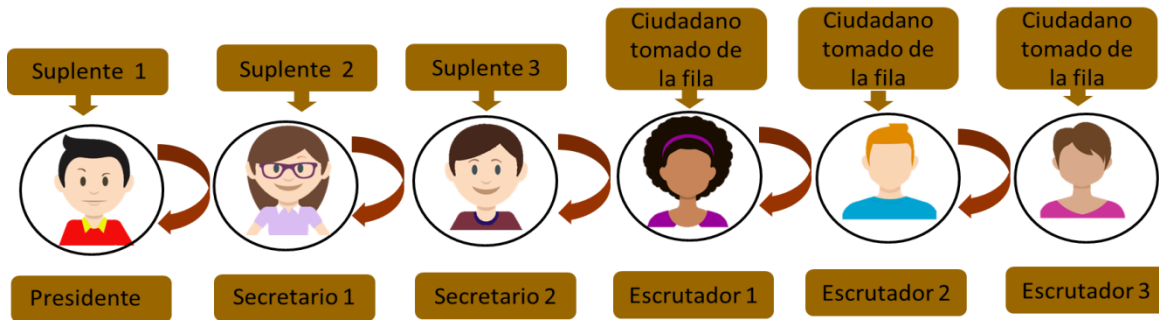 Suplente 1
Suplente 2
Suplente 3
Ciudadano
tomado de
la fila
Ciudadano
tomado de
la fila
Ciudadano
tomado de
la fila
Presidente
Secretario 1
Secretario 2
Escrutador 1
Escrutador 2
Escrutador 3